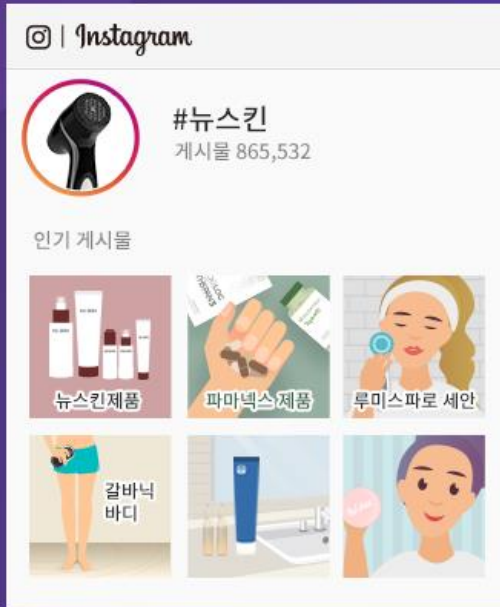 Instagram
#뉴스킨
게시물 865,532
인기 게시물
뉴스킨제품
파마넥스 제품
루미스파로 세안
갈바닉
바디